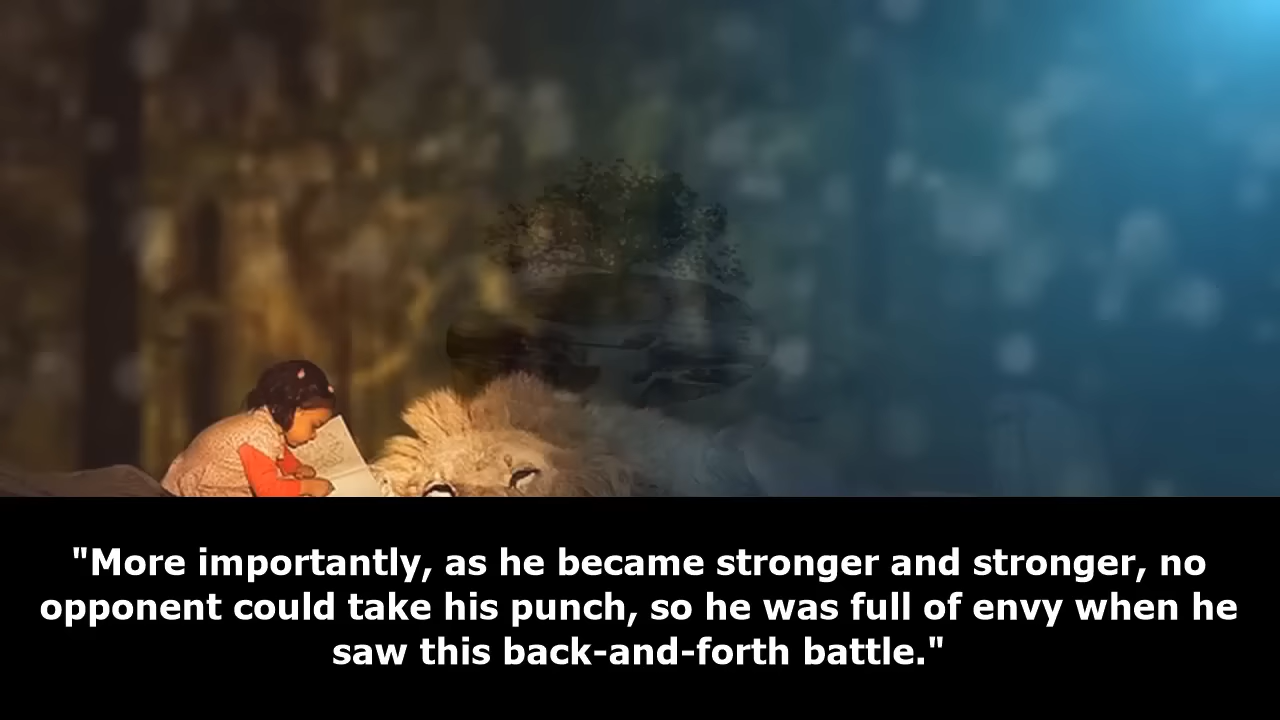 "More importantly, as he became stronger and stronger, no
opponent could take his punch, so he was full of envy when he
saw this back-and-forth battle."